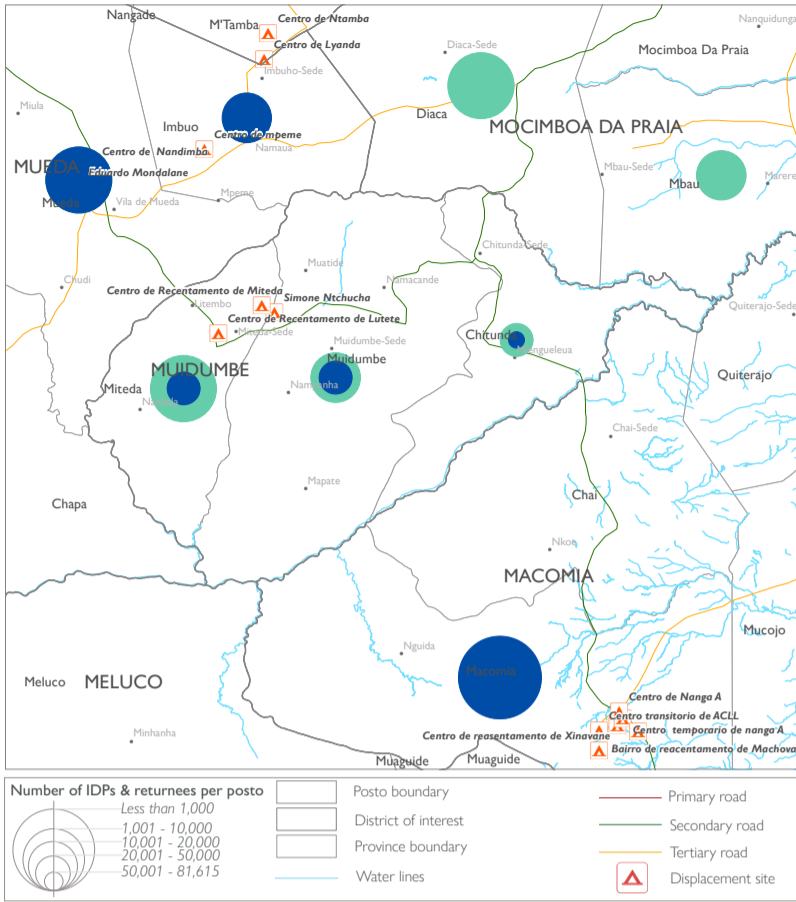 Nangado
M'Tamba
Centro de Ntamba
Centro de Lyanda
Imbuho-Sede
Diaca-Sede
Nanquidunga
Mocimboa Da Praia
Miula
Imbuo
Centro de mpeme
Namaua
Diaca
MOCIMBOA DA PRAIA
Centro de Nandimba
MUEDA
Eduardo Mondalane
Mueda
Vila de Mueda
Mpeme
Mbau-Sede
Mbau
Marere
Chitunda-Sede
Muatide
Chudi
Namacande
Centro de Recentamento de Miteda
Simone Ntchucha
Litembo
Quiterajo-Sede
Centro de Recentamento de Lutete
Miteda-Sede
Chitunda
Muidumbe-Sede
Muidumbe
MUIDUMBE
Miteda
Quiterajo
Chai-Sede
Mapate
Chapa
Chai
Nkoe
MACOMIA
Mucojo
Nguida
Macomia
Meluco
MELUCO
Centro de Nanga A
Centro transitorio de ACLL
Centro temporario de nanga A
Centro de reasentamento de Xinavane
Bairro de reacentamento de Machova
Minhanha
Muaguide
Muaguide
Number of IDPs & returnees per posto
Less than 1,000
1,001 - 10,000
10,001 - 20,000
20,001 - 50,000
50,001 - 81,615
Posto boundary
District of interest
Province boundary
Water lines
Primary road
Secondary road
Tertiary road
Displacement site